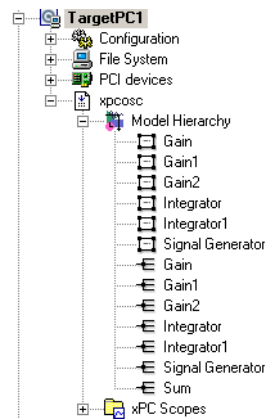 TargetPC1
Configuration
File System
PCI devices
xpcosc
Model Hierarchy
Gain
Gain1
Gain2
Integrator
Integrator1
Signal Generator
Gain
Gain1
Gain2
Integrator
Integrator1
Signal Generator
Sum
xPC Scopes